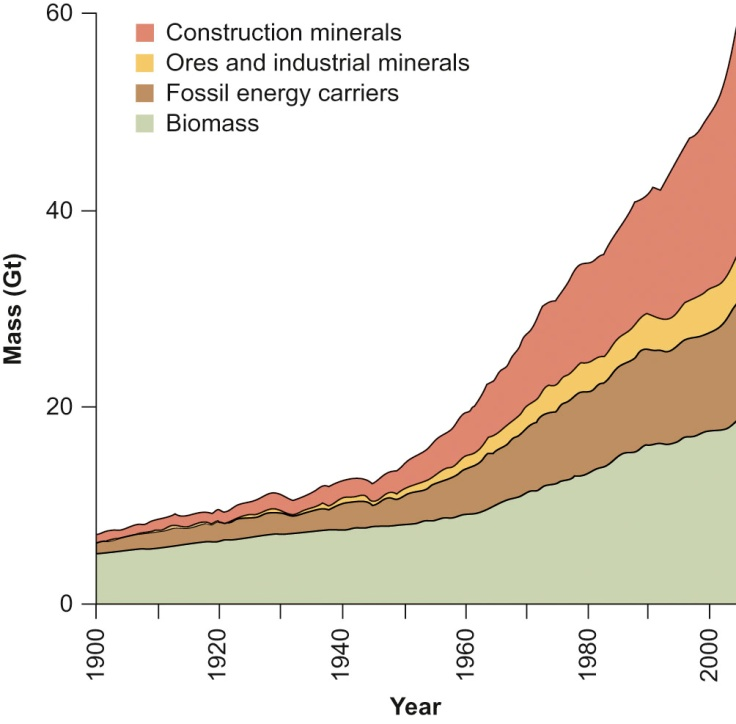 60
Construction minerals
Ores and industrial minerals
Fossil energy carriers
Biomass
40
Mass (Gt)
20
0
1900
1920
1940
1960
1980
2000
Year